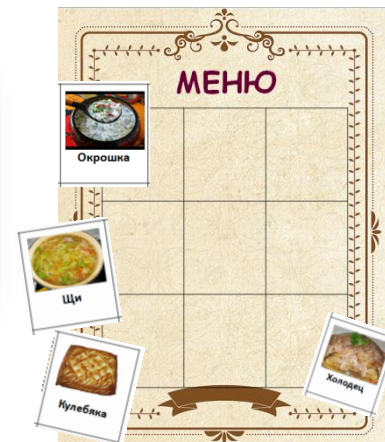 МЕНЮ
Окрошка
Щи
Кулебяка
Холодец